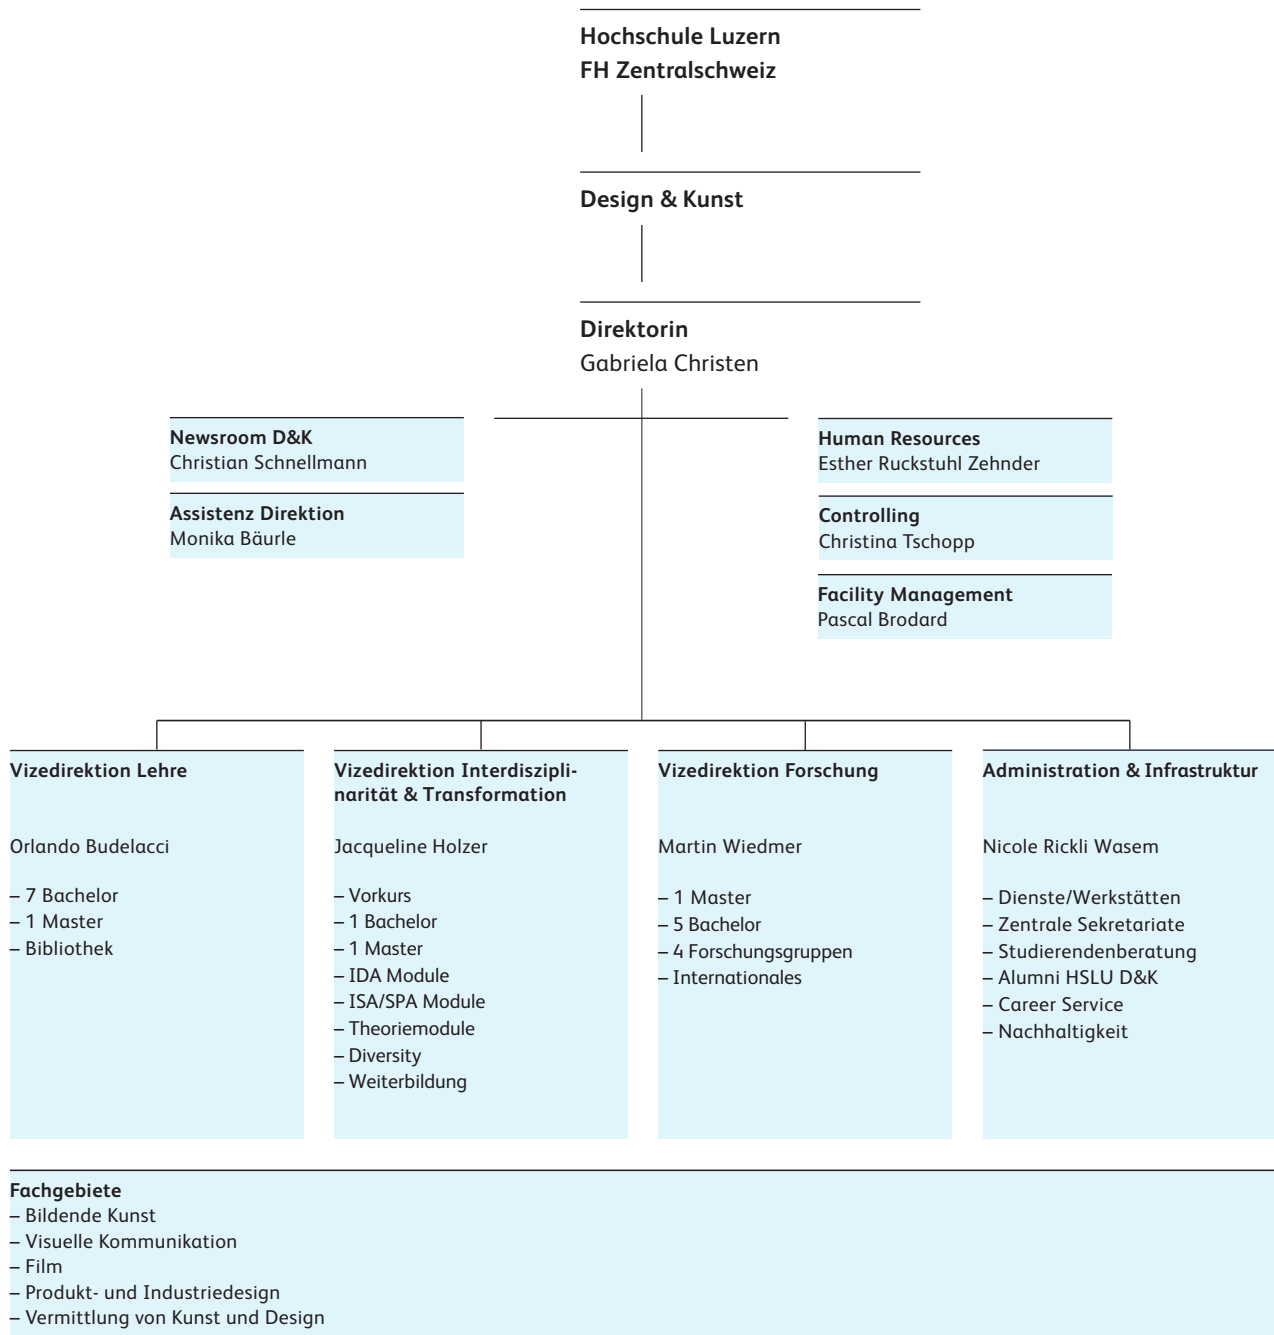 Hochschule Luzern
FH Zentralschweiz
Design & Kunst
Direktorin
Gabriela Christen
Newsroom D&K
Christian Schnellmann
Assistenz Direktion
Monika Bäurle
Human Resources
Esther Ruckstuhl Zehnder
Controlling
Christina Tschopp
Facility Management
Pascal Brodard
Vizedirektion Lehre
Orlando Budelacci
– 7 Bachelor
– 1 Master
– Bibliothek
Vizedirektion Interdiszipli-
narität & Transformation
Jacqueline Holzer
– Vorkurs
– 1 Bachelor
– 1 Master
– IDA Module
– ISA/SPA Module
– Theoriemodule
– Diversity
– Weiterbildung
Vizedirektion Forschung
Martin Wiedmer
– 1 Master
– 5 Bachelor
– 4 Forschungsgruppen
– Internationales
Administration & Infrastruktur
Nicole Rickli Wasem
– Dienste/Werkstätten
– Zentrale Sekretariate
– Studierendenberatung
– Alumni HSLU D&K
– Career Service
– Nachhaltigkeit
Fachgebiete
– Bildende Kunst
– Visuelle Kommunikation
– Film
– Produkt- und Industriedesign
– Vermittlung von Kunst und Design